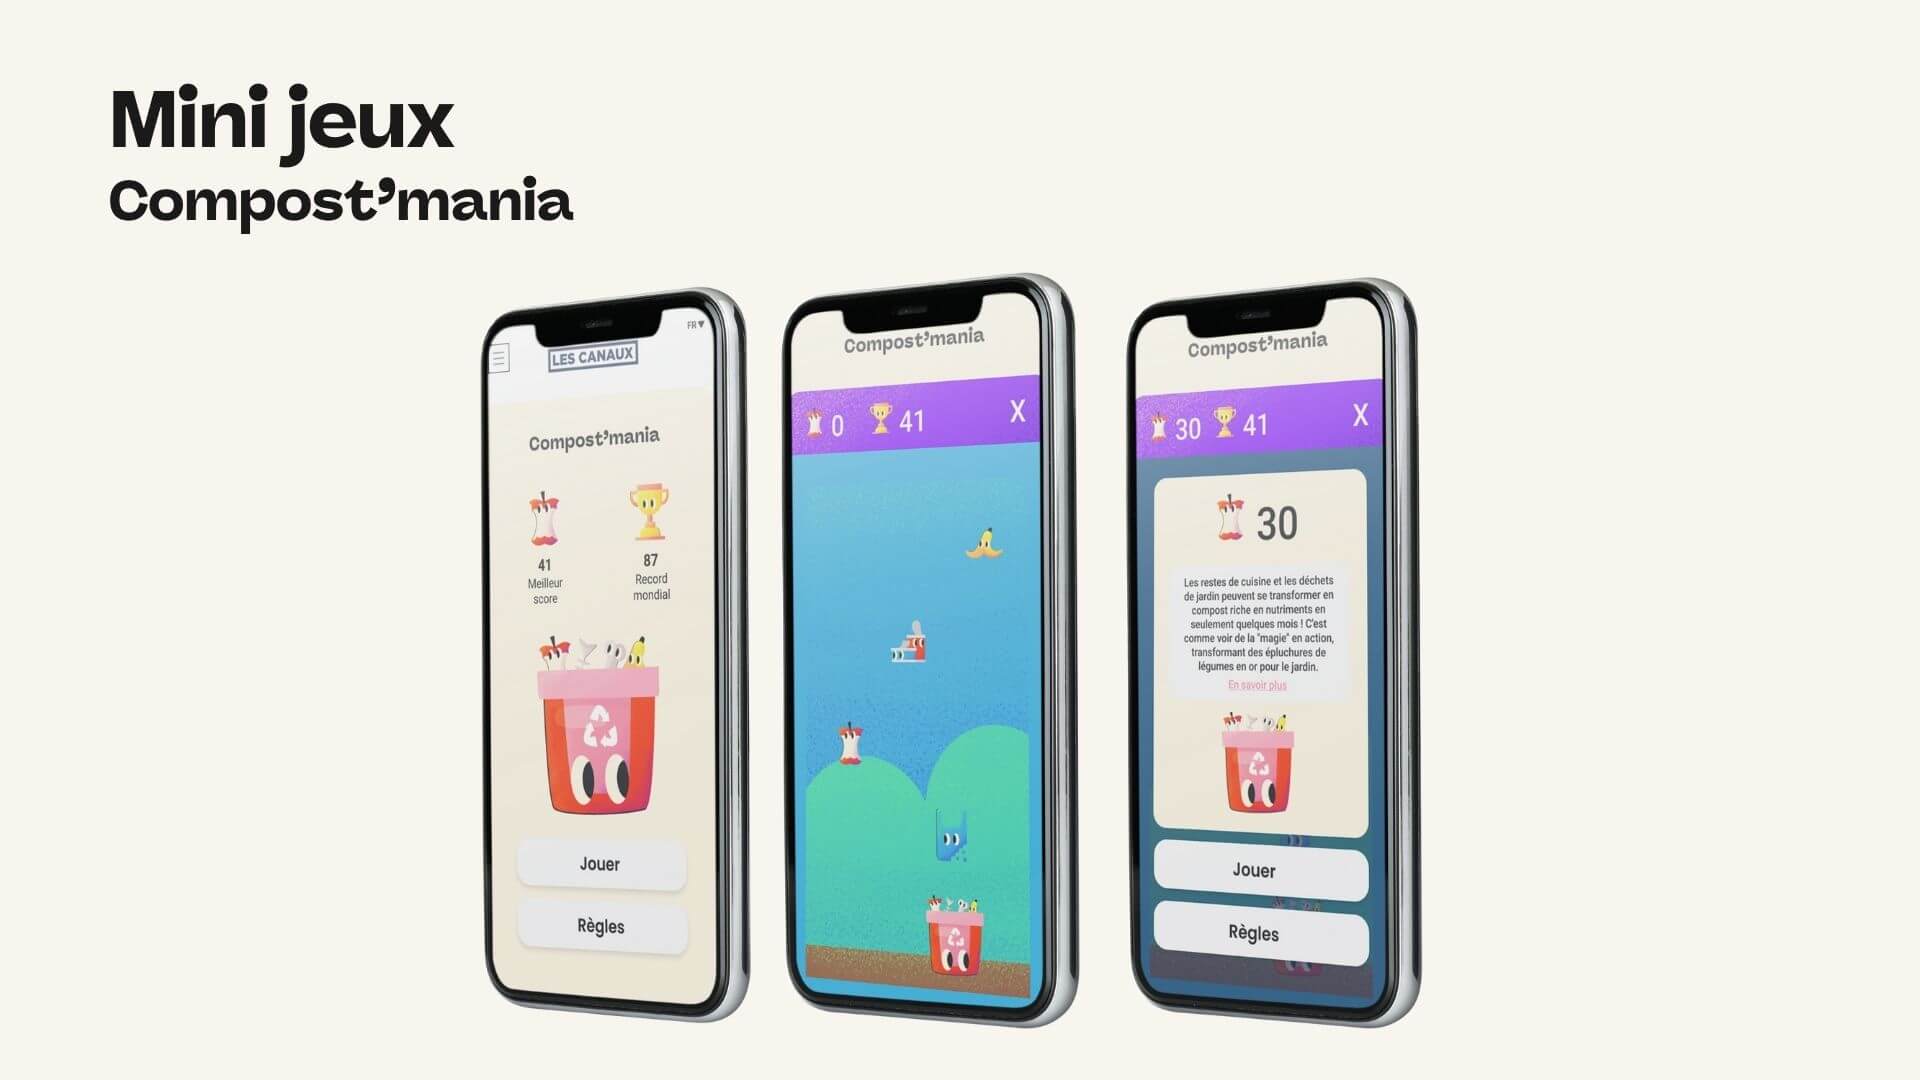 Mini jeux
Compost’mania
FR▼
LES CANAUX
Compost’mania
41
Meilleur
score
87
Record
mondial
Jouer
Règles
Compost’mania
0
41
X
Compost’mania
30
41
X
30
Les restes de cuisine et les déchets
de jardin peuvent se transformer en
compost riche en nutriments en
seulement quelques mois ! C'est
comme voir de la "magie" en action,
transformant des épluchures de
légumes en or pour le jardin.
En savoir plus
Jouer
Règles